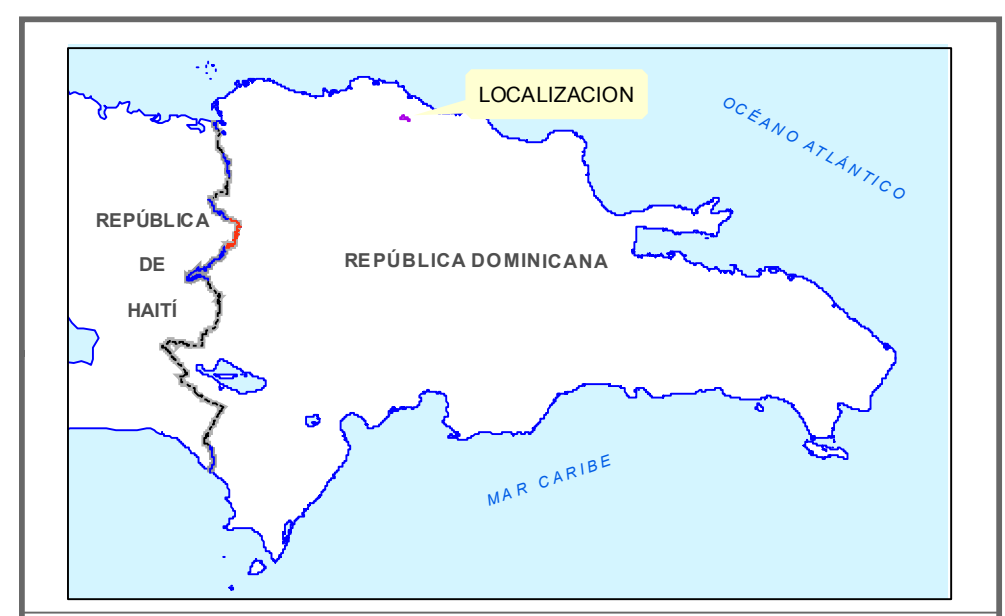 LOCALIZACION
OCÉANO ATLÁNTICO
REPÚBLICA
DE
HAITÍ
REPÚBLICA DOMINICANA
MAR CARIBE